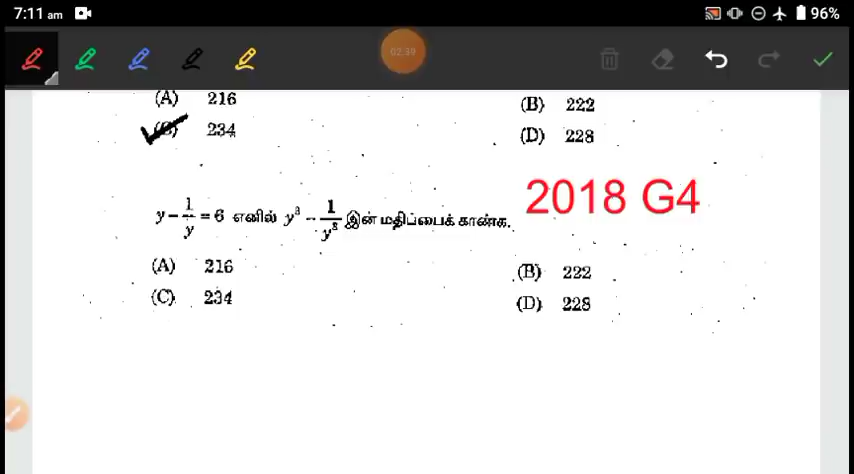 7:11 am 96%
02:39
(A) 216 (B) 222
(C) 234 (D) 228
y - 1/y = 6 எனில் y³ - 1/y³ இன் மதிப்பைக் காண்க. 2018 G4
(A) 216 (B) 222
(C) 234 (D) 228